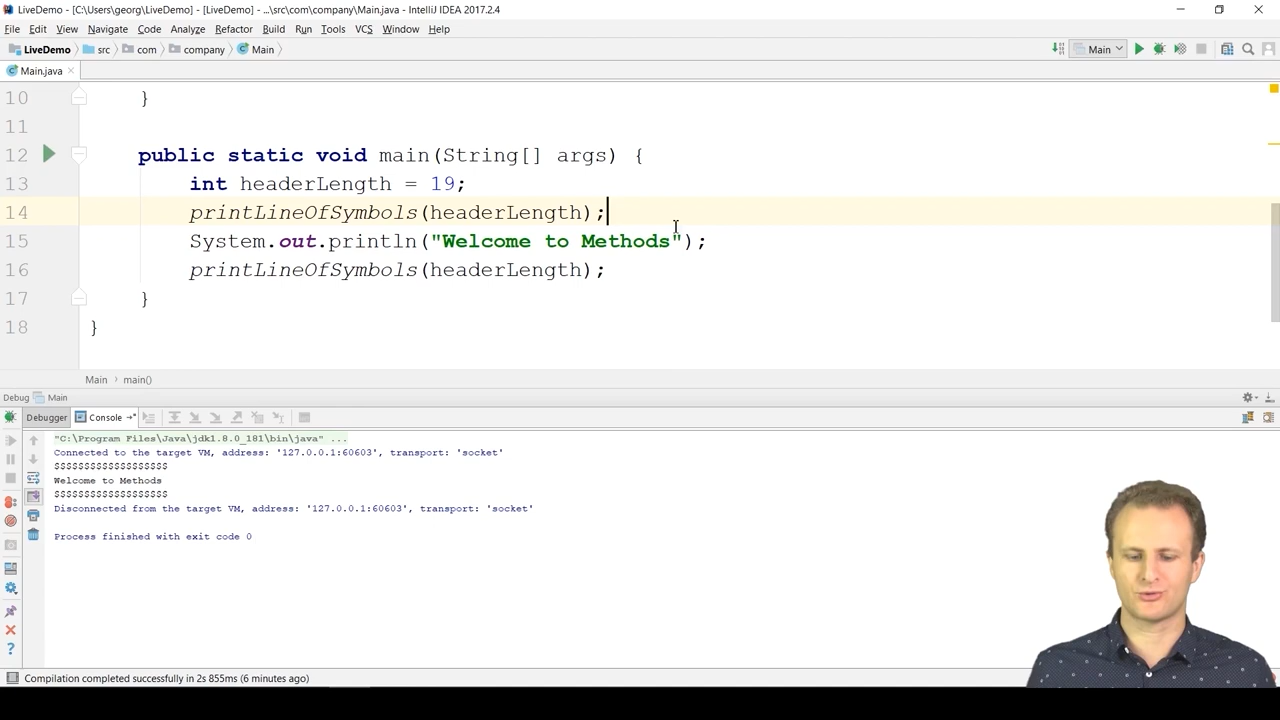 LiveDemo - [C:\Users\georg\LiveDemo] - [LiveDemo] - ...\src\com\company\Main.java - IntelliJ IDEA 2017.2.4
File Edit View Navigate Code Analyze Refactor Build Run Tools VCS Window Help
LiveDemo src com company Main Main
Main.java
10 }
11
12 public static void main(String[] args) {
13 int headerLength = 19;
14 printLineOfSymbols(headerLength);
15 System.out.println("Welcome to Methods");
16 printLineOfSymbols(headerLength);
17 }
18 }
Main › main()
Debug Main
Debugger Console
"C:\Program Files\Java\jdk1.8.0_181\bin\java" ...
Connected to the target VM, address: '127.0.0.1:60603', transport: 'socket'
$$$$$$$$$$$$$$$$$$$
Welcome to Methods
$$$$$$$$$$$$$$$$$$$
Disconnected from the target VM, address: '127.0.0.1:60603', transport: 'socket'
Process finished with exit code 0
Compilation completed successfully in 2s 855ms (6 minutes ago)